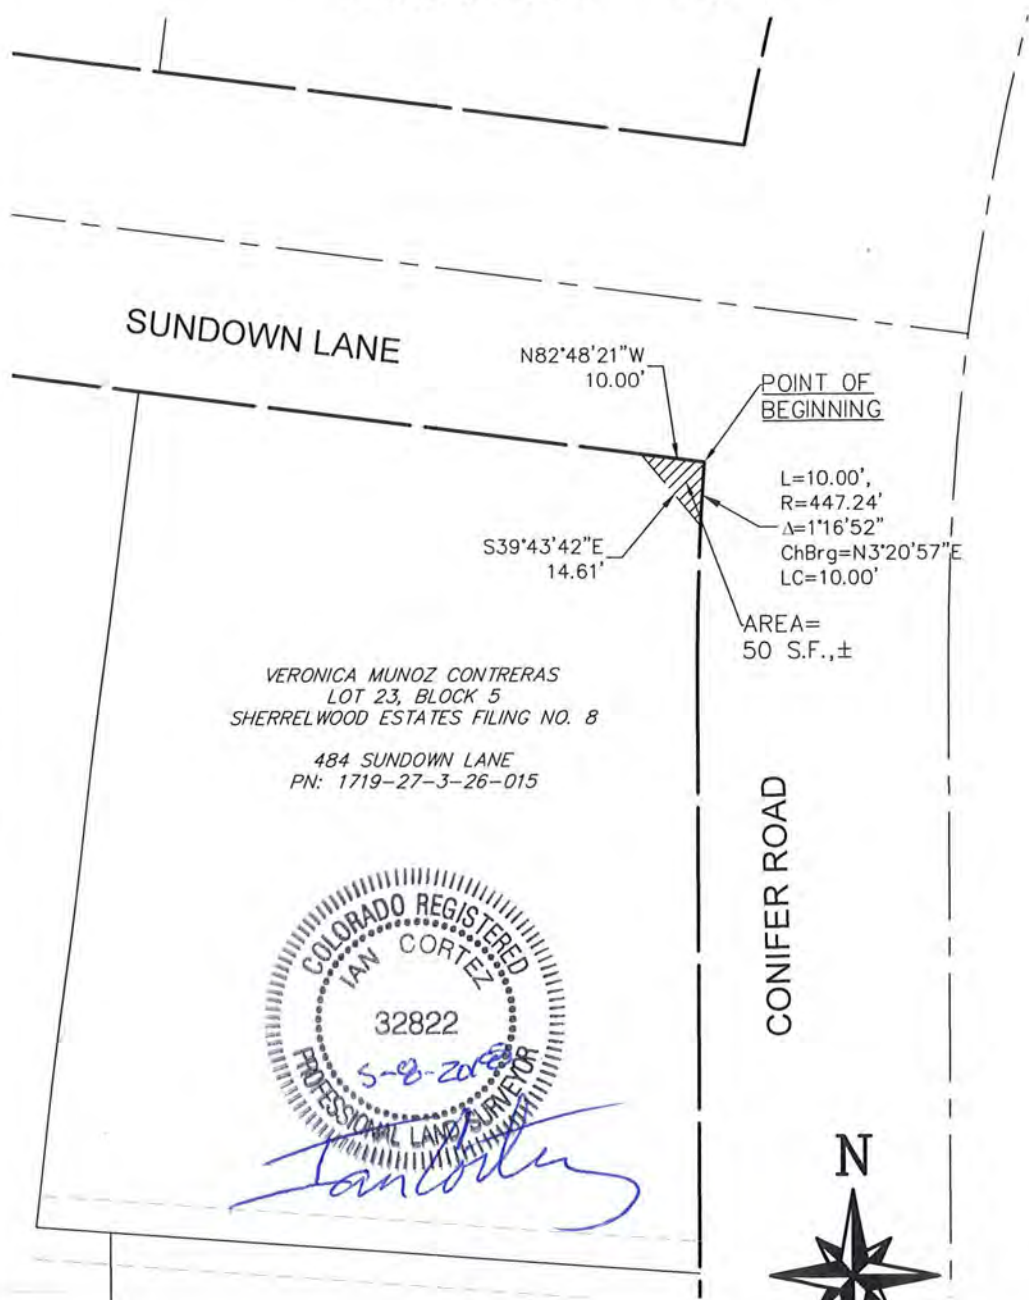 SUNDOWN LANE
N82°48'21"W
10.00'
POINT OF
BEGINNING
L=10.00',
R=447.24'
Δ=1°16'52"
ChBrg=N3°20'57"E
LC=10.00'
S39°43'42"E
14.61'
AREA=
50 S.F.,±
VERONICA MUNOZ CONTRERAS
LOT 23, BLOCK 5
SHERRELWOOD ESTATES FILING NO. 8
484 SUNDOWN LANE
PN: 1719-27-3-26-015
CONIFER ROAD
COLORADO REGISTERED
IAN CORTEZ
32822
PROFESSIONAL LAND SURVEYOR
Ian Cortez
N